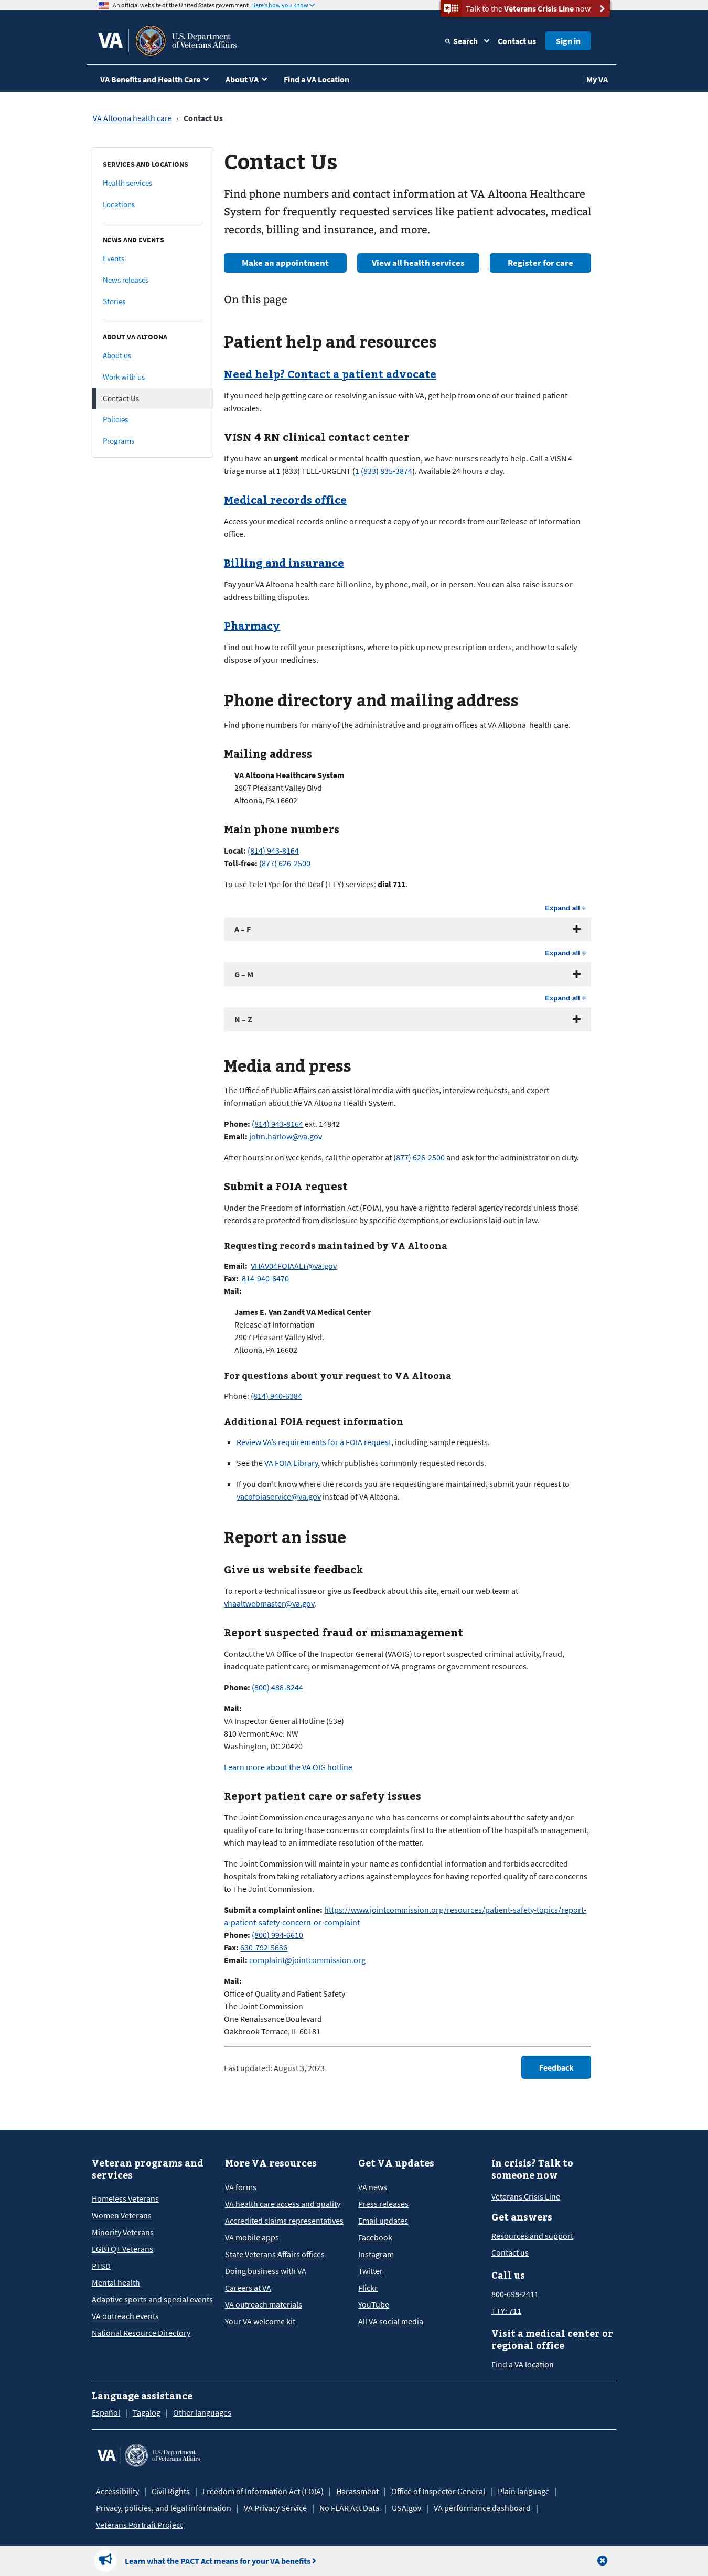 An official website of the United States government Here's how you know
Talk to the Veterans Crisis Line now
VA
U.S. Department
of Veterans Affairs
Search
Contact us
Sign in
VA Benefits and Health Care
About VA
Find a VA Location
My VA
VA Altoona health care › Contact Us
SERVICES AND LOCATIONS
Health services
Locations
NEWS AND EVENTS
Events
News releases
Stories
ABOUT VA ALTOONA
About us
Work with us
Contact Us
Policies
Programs
Contact Us
Find phone numbers and contact information at VA Altoona Healthcare
System for frequently requested services like patient advocates, medical
records, billing and insurance, and more.
Make an appointment
View all health services
Register for care
On this page
Patient help and resources
Need help? Contact a patient advocate
If you need help getting care or resolving an issue with VA, get help from one of our trained patient
advocates.
VISN 4 RN clinical contact center
If you have an urgent medical or mental health question, we have nurses ready to help. Call a VISN 4
triage nurse at 1 (833) TELE-URGENT (1 (833) 835-3874). Available 24 hours a day.
Medical records office
Access your medical records online or request a copy of your records from our Release of Information
office.
Billing and insurance
Pay your VA Altoona health care bill online, by phone, mail, or in person. You can also raise issues or
address billing disputes.
Pharmacy
Find out how to refill your prescriptions, where to pick up new prescription orders, and how to safely
dispose of your medicines.
Phone directory and mailing address
Find phone numbers for many of the administrative and program offices at VA Altoona health care.
Mailing address
VA Altoona Healthcare System
2907 Pleasant Valley Blvd
Altoona, PA 16602
Main phone numbers
Local: (814) 943-8164
Toll-free: (877) 626-2500
To use TeleTYpe for the Deaf (TTY) services: dial 711.
Expand all +
A – F
Expand all +
G – M
Expand all +
N – Z
Media and press
The Office of Public Affairs can assist local media with queries, interview requests, and expert
information about the VA Altoona Health System.
Phone: (814) 943-8164 ext. 14842
Email: john.harlow@va.gov
After hours or on weekends, call the operator at (877) 626-2500 and ask for the administrator on duty.
Submit a FOIA request
Under the Freedom of Information Act (FOIA), you have a right to federal agency records unless those
records are protected from disclosure by specific exemptions or exclusions laid out in law.
Requesting records maintained by VA Altoona
Email: VHAV04FOIAALT@va.gov
Fax: 814-940-6470
Mail:
James E. Van Zandt VA Medical Center
Release of Information
2907 Pleasant Valley Blvd.
Altoona, PA 16602
For questions about your request to VA Altoona
Phone: (814) 940-6384
Additional FOIA request information
Review VA's requirements for a FOIA request, including sample requests.
See the VA FOIA Library, which publishes commonly requested records.
If you don't know where the records you are requesting are maintained, submit your request to
vacofoiaservice@va.gov instead of VA Altoona.
Report an issue
Give us website feedback
To report a technical issue or give us feedback about this site, email our web team at
vhaaltwebmaster@va.gov.
Report suspected fraud or mismanagement
Contact the VA Office of the Inspector General (VAOIG) to report suspected criminal activity, fraud,
inadequate patient care, or mismanagement of VA programs or government resources.
Phone: (800) 488-8244
Mail:
VA Inspector General Hotline (53e)
810 Vermont Ave. NW
Washington, DC 20420
Learn more about the VA OIG hotline
Report patient care or safety issues
The Joint Commission encourages anyone who has concerns or complaints about the safety and/or
quality of care to bring those concerns or complaints first to the attention of the hospital's management,
which may lead to an immediate resolution of the matter.
The Joint Commission will maintain your name as confidential information and forbids accredited
hospitals from taking retaliatory actions against employees for having reported quality of care concerns
to The Joint Commission.
Submit a complaint online: https://www.jointcommission.org/resources/patient-safety-topics/report-
a-patient-safety-concern-or-complaint
Phone: (800) 994-6610
Fax: 630-792-5636
Email: complaint@jointcommission.org
Mail:
Office of Quality and Patient Safety
The Joint Commission
One Renaissance Boulevard
Oakbrook Terrace, IL 60181
Last updated: August 3, 2023
Feedback
Veteran programs and
services
Homeless Veterans
Women Veterans
Minority Veterans
LGBTQ+ Veterans
PTSD
Mental health
Adaptive sports and special events
VA outreach events
National Resource Directory
More VA resources
VA forms
VA health care access and quality
Accredited claims representatives
VA mobile apps
State Veterans Affairs offices
Doing business with VA
Careers at VA
VA outreach materials
Your VA welcome kit
Get VA updates
VA news
Press releases
Email updates
Facebook
Instagram
Twitter
Flickr
YouTube
All VA social media
In crisis? Talk to
someone now
Veterans Crisis Line
Get answers
Resources and support
Contact us
Call us
800-698-2411
TTY: 711
Visit a medical center or
regional office
Find a VA location
Language assistance
Español | Tagalog | Other languages
VA
U.S. Department
of Veterans Affairs
Accessibility | Civil Rights | Freedom of Information Act (FOIA) | Harassment | Office of Inspector General | Plain language |
Privacy, policies, and legal information | VA Privacy Service | No FEAR Act Data | USA.gov | VA performance dashboard |
Veterans Portrait Project
Learn what the PACT Act means for your VA benefits